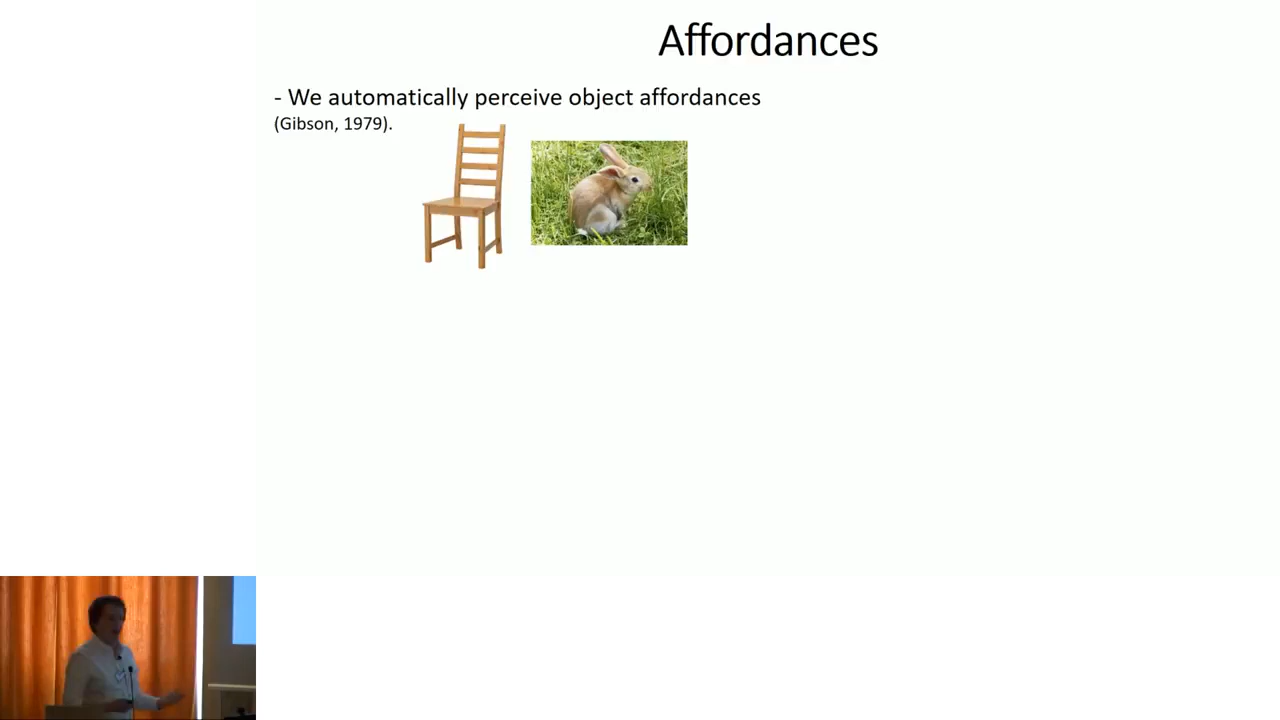 Affordances
- We automatically perceive object affordances
(Gibson, 1979).